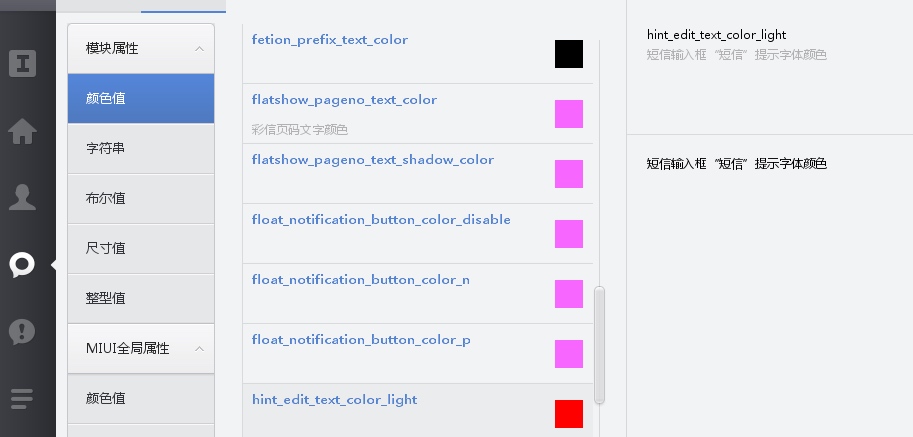 模块属性
颜色值
字符串
布尔值
尺寸值
整型值
MIUI全局属性
颜色值
fetion_prefix_text_color
flatshow_pageno_text_color
彩信页码文字颜色
flatshow_pageno_text_shadow_color
float_notification_button_color_disable
float_notification_button_color_n
float_notification_button_color_p
hint_edit_text_color_light
hint_edit_text_color_light
短信输入框“短信”提示字体颜色
短信输入框“短信”提示字体颜色